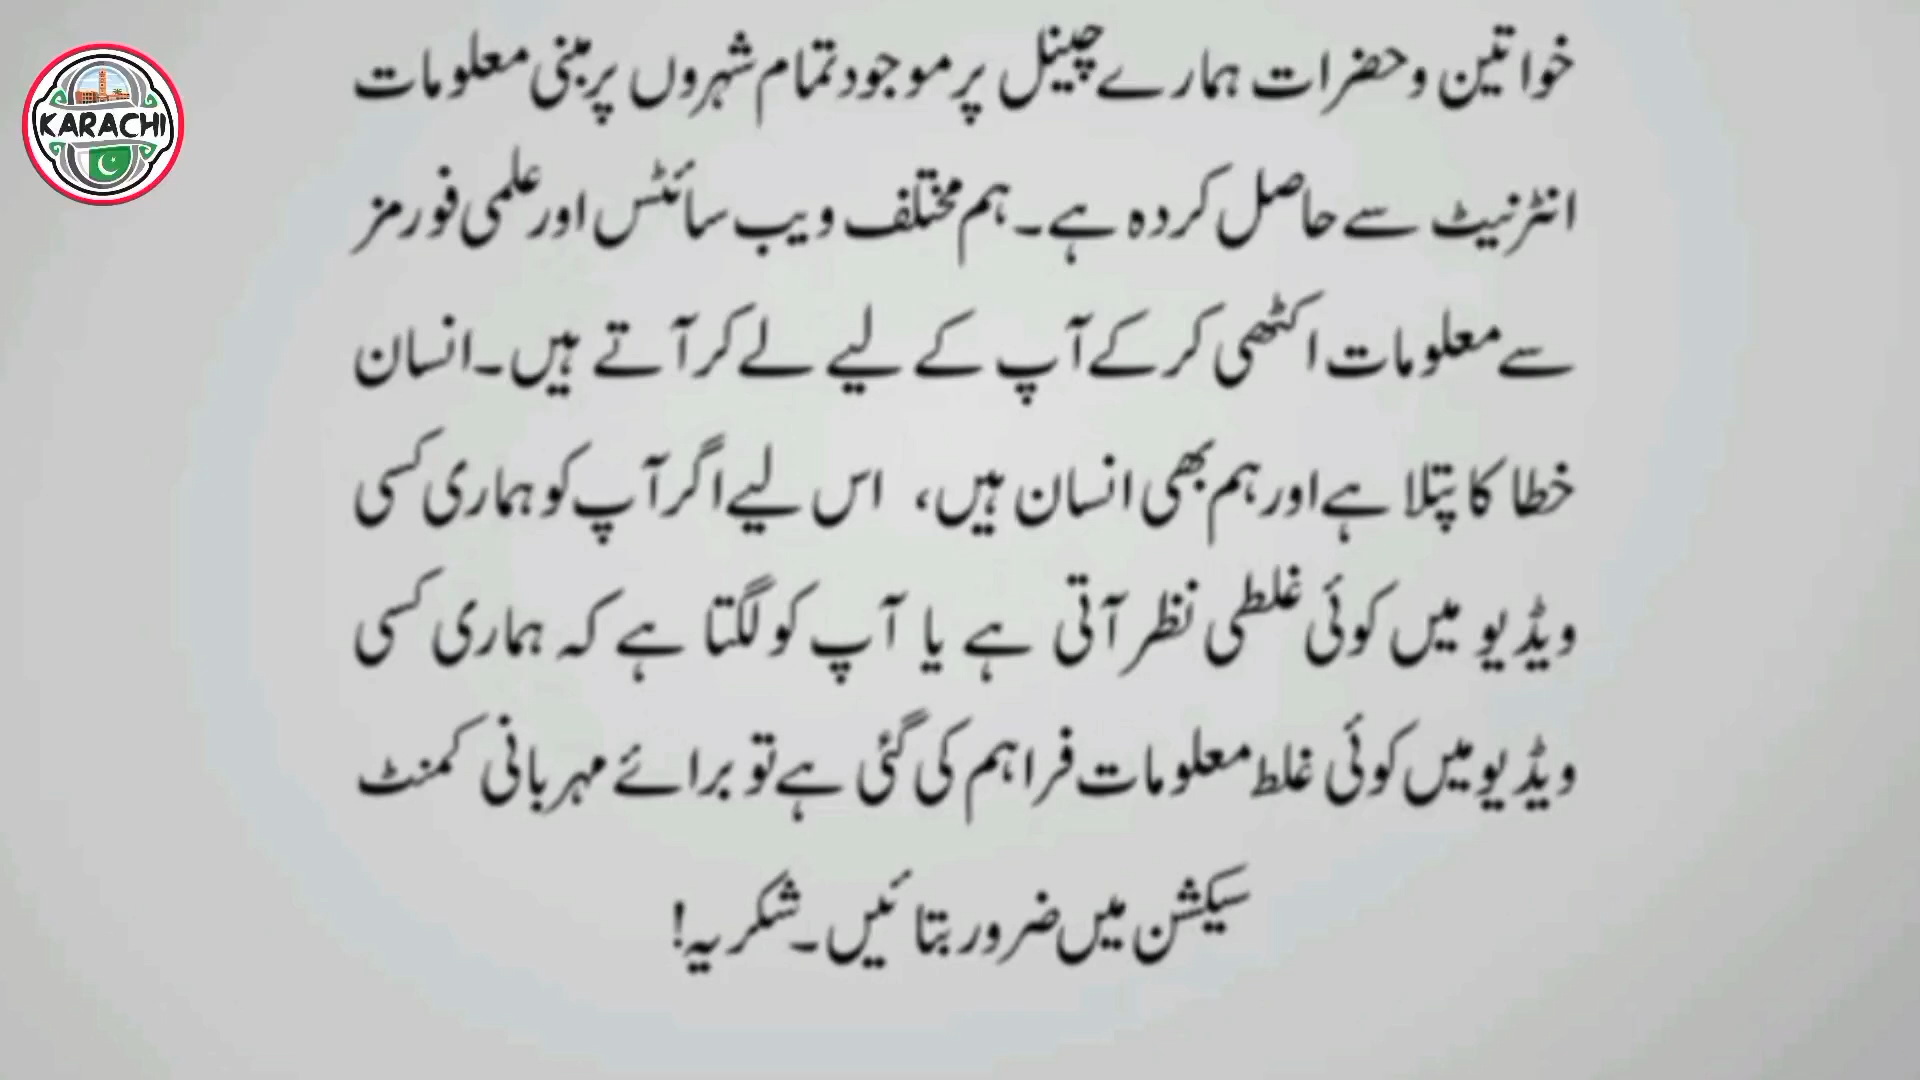 KARACHI
خواتین و حضرات ہمارے چینل پر موجود تمام شہروں پر مبنی معلومات
انٹرنیٹ سے حاصل کردہ ہے۔ ہم مختلف ویب سائٹس اور علمی فورمز
سے معلومات اکٹھی کر کے آپ کے لیے لے کر آتے ہیں۔ انسان
خطا کا پتلا ہے اور ہم بھی انسان ہیں، اس لیے اگر آپ کو ہماری کسی
ویڈیو میں کوئی غلطی نظر آتی ہے یا آپ کو لگتا ہے کہ ہماری کسی
ویڈیو میں کوئی غلط معلومات فراہم کی گئی ہے تو برائے مہربانی کمنٹ
سیکشن میں ضرور بتائیں۔ شکریہ!